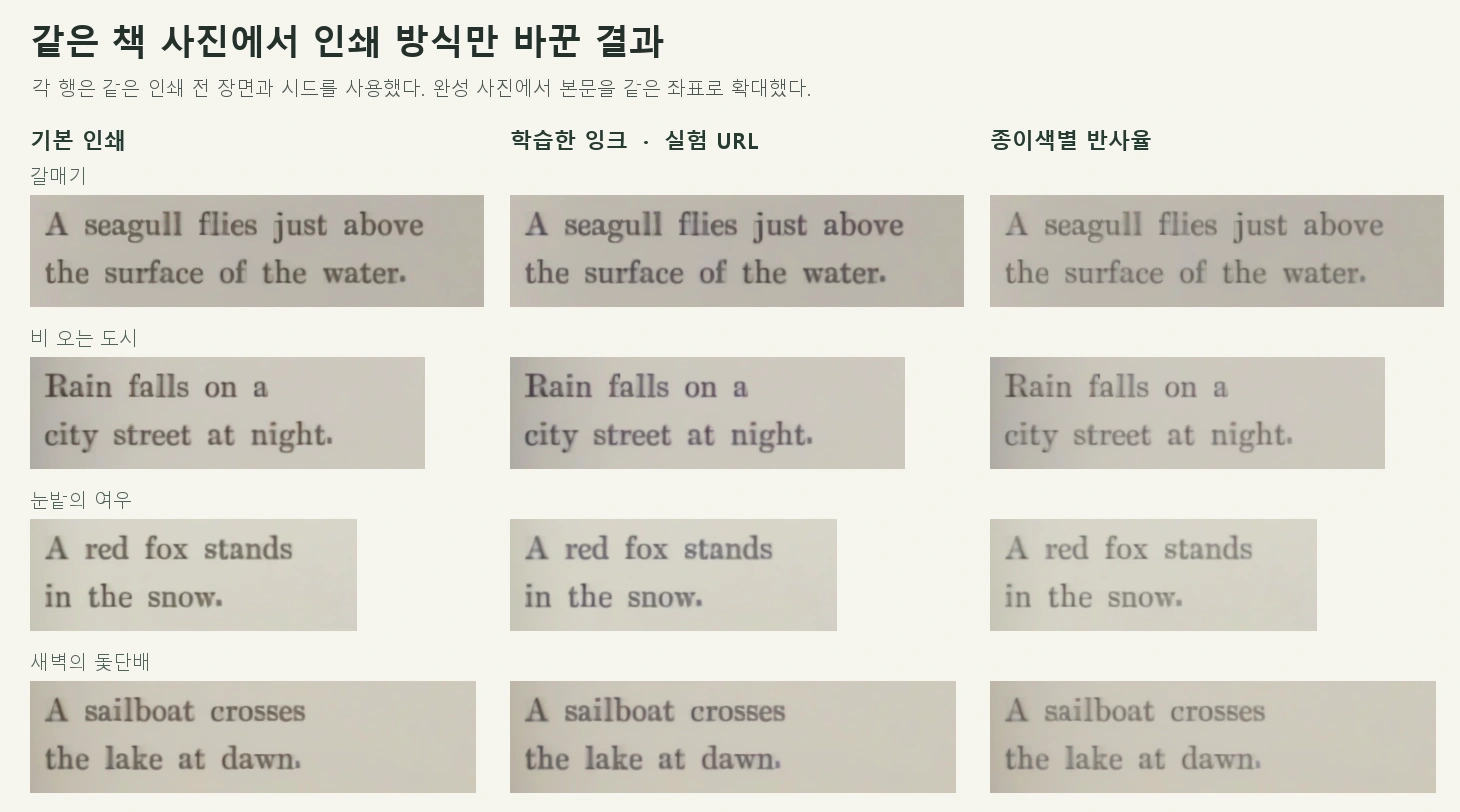 같은 책 사진에서 인쇄 방식만 바꾼 결과
각 행은 같은 인쇄 전 장면과 시드를 사용했다. 완성 사진에서 본문을 같은 좌표로 확대했다.
기본 인쇄
학습한 잉크 · 실험 URL
종이색별 반사율
갈매기
A seagull flies just above
the surface of the water.
A seagull flies just above
the surface of the water.
A seagull flies just above
the surface of the water.
비 오는 도시
Rain falls on a
city street at night.
Rain falls on a
city street at night.
Rain falls on a
city street at night.
눈밭의 여우
A red fox stands
in the snow.
A red fox stands
in the snow.
A red fox stands
in the snow.
새벽의 돛단배
A sailboat crosses
the lake at dawn.
A sailboat crosses
the lake at dawn.
A sailboat crosses
the lake at dawn.